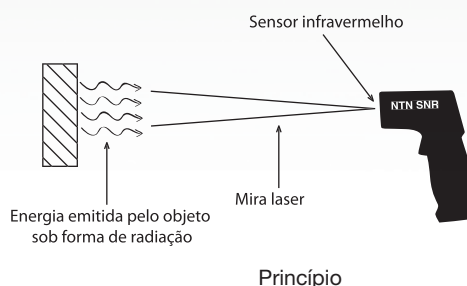 Sensor infravermelho
NTN SNR
Mira laser
Energia emitida pelo objeto
sob forma de radiação
Princípio